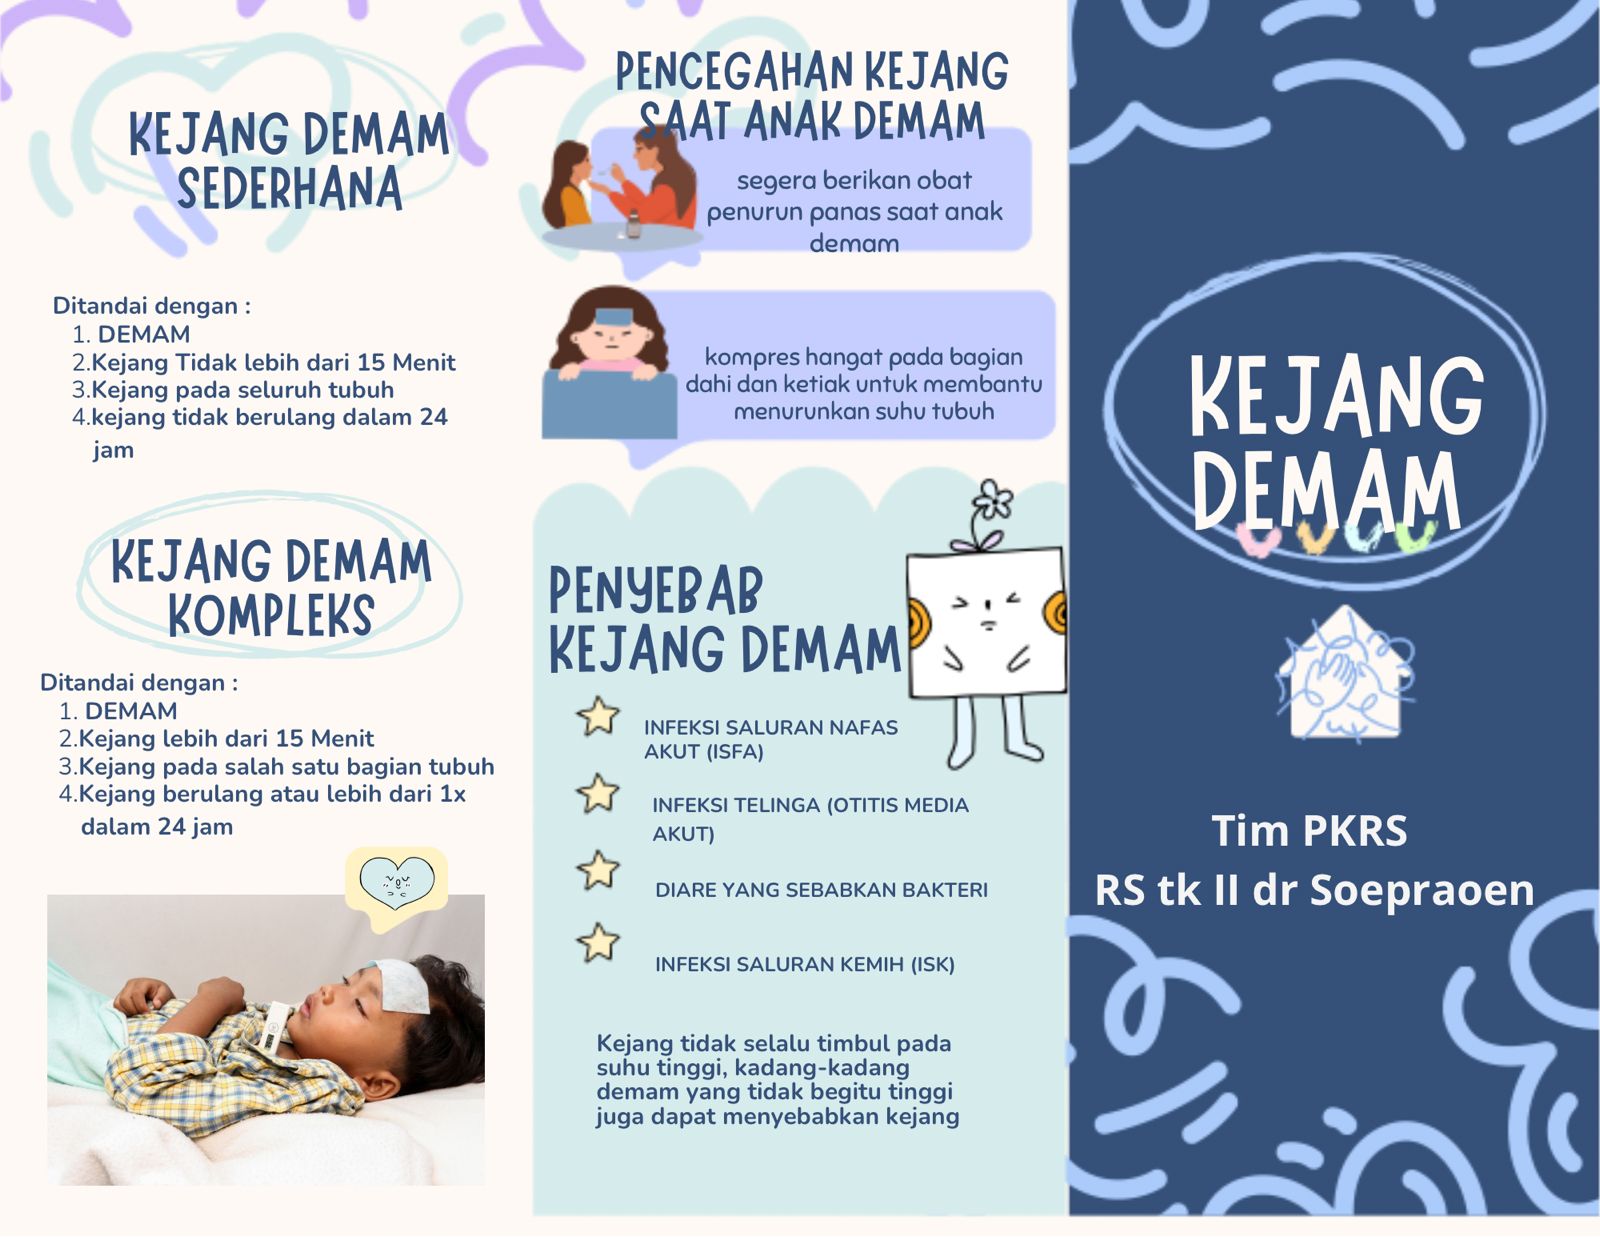 KEJANG DEMAM
SEDERHANA
Ditandai dengan :
1. DEMAM
2.Kejang Tidak lebih dari 15 Menit
3.Kejang pada seluruh tubuh
4.kejang tidak berulang dalam 24
jam
KEJANG DEMAM
KOMPLEKS
Ditandai dengan :
1. DEMAM
2.Kejang lebih dari 15 Menit
3.Kejang pada salah satu bagian tubuh
4.Kejang berulang atau lebih dari 1x
dalam 24 jam
PENCEGAHAN KEJANG
SAAT ANAK DEMAM
segera berikan obat
penurun panas saat anak
demam
kompres hangat pada bagian
dahi dan ketiak untuk membantu
menurunkan suhu tubuh
PENYEBAB
KEJANG DEMAM
INFEKSI SALURAN NAFAS
AKUT (ISFA)
INFEKSI TELINGA (OTITIS MEDIA
AKUT)
DIARE YANG SEBABKAN BAKTERI
INFEKSI SALURAN KEMIH (ISK)
Kejang tidak selalu timbul pada
suhu tinggi, kadang-kadang
demam yang tidak begitu tinggi
juga dapat menyebabkan kejang
KEJANG
DEMAM
Tim PKRS
RS tk II dr Soepraoen